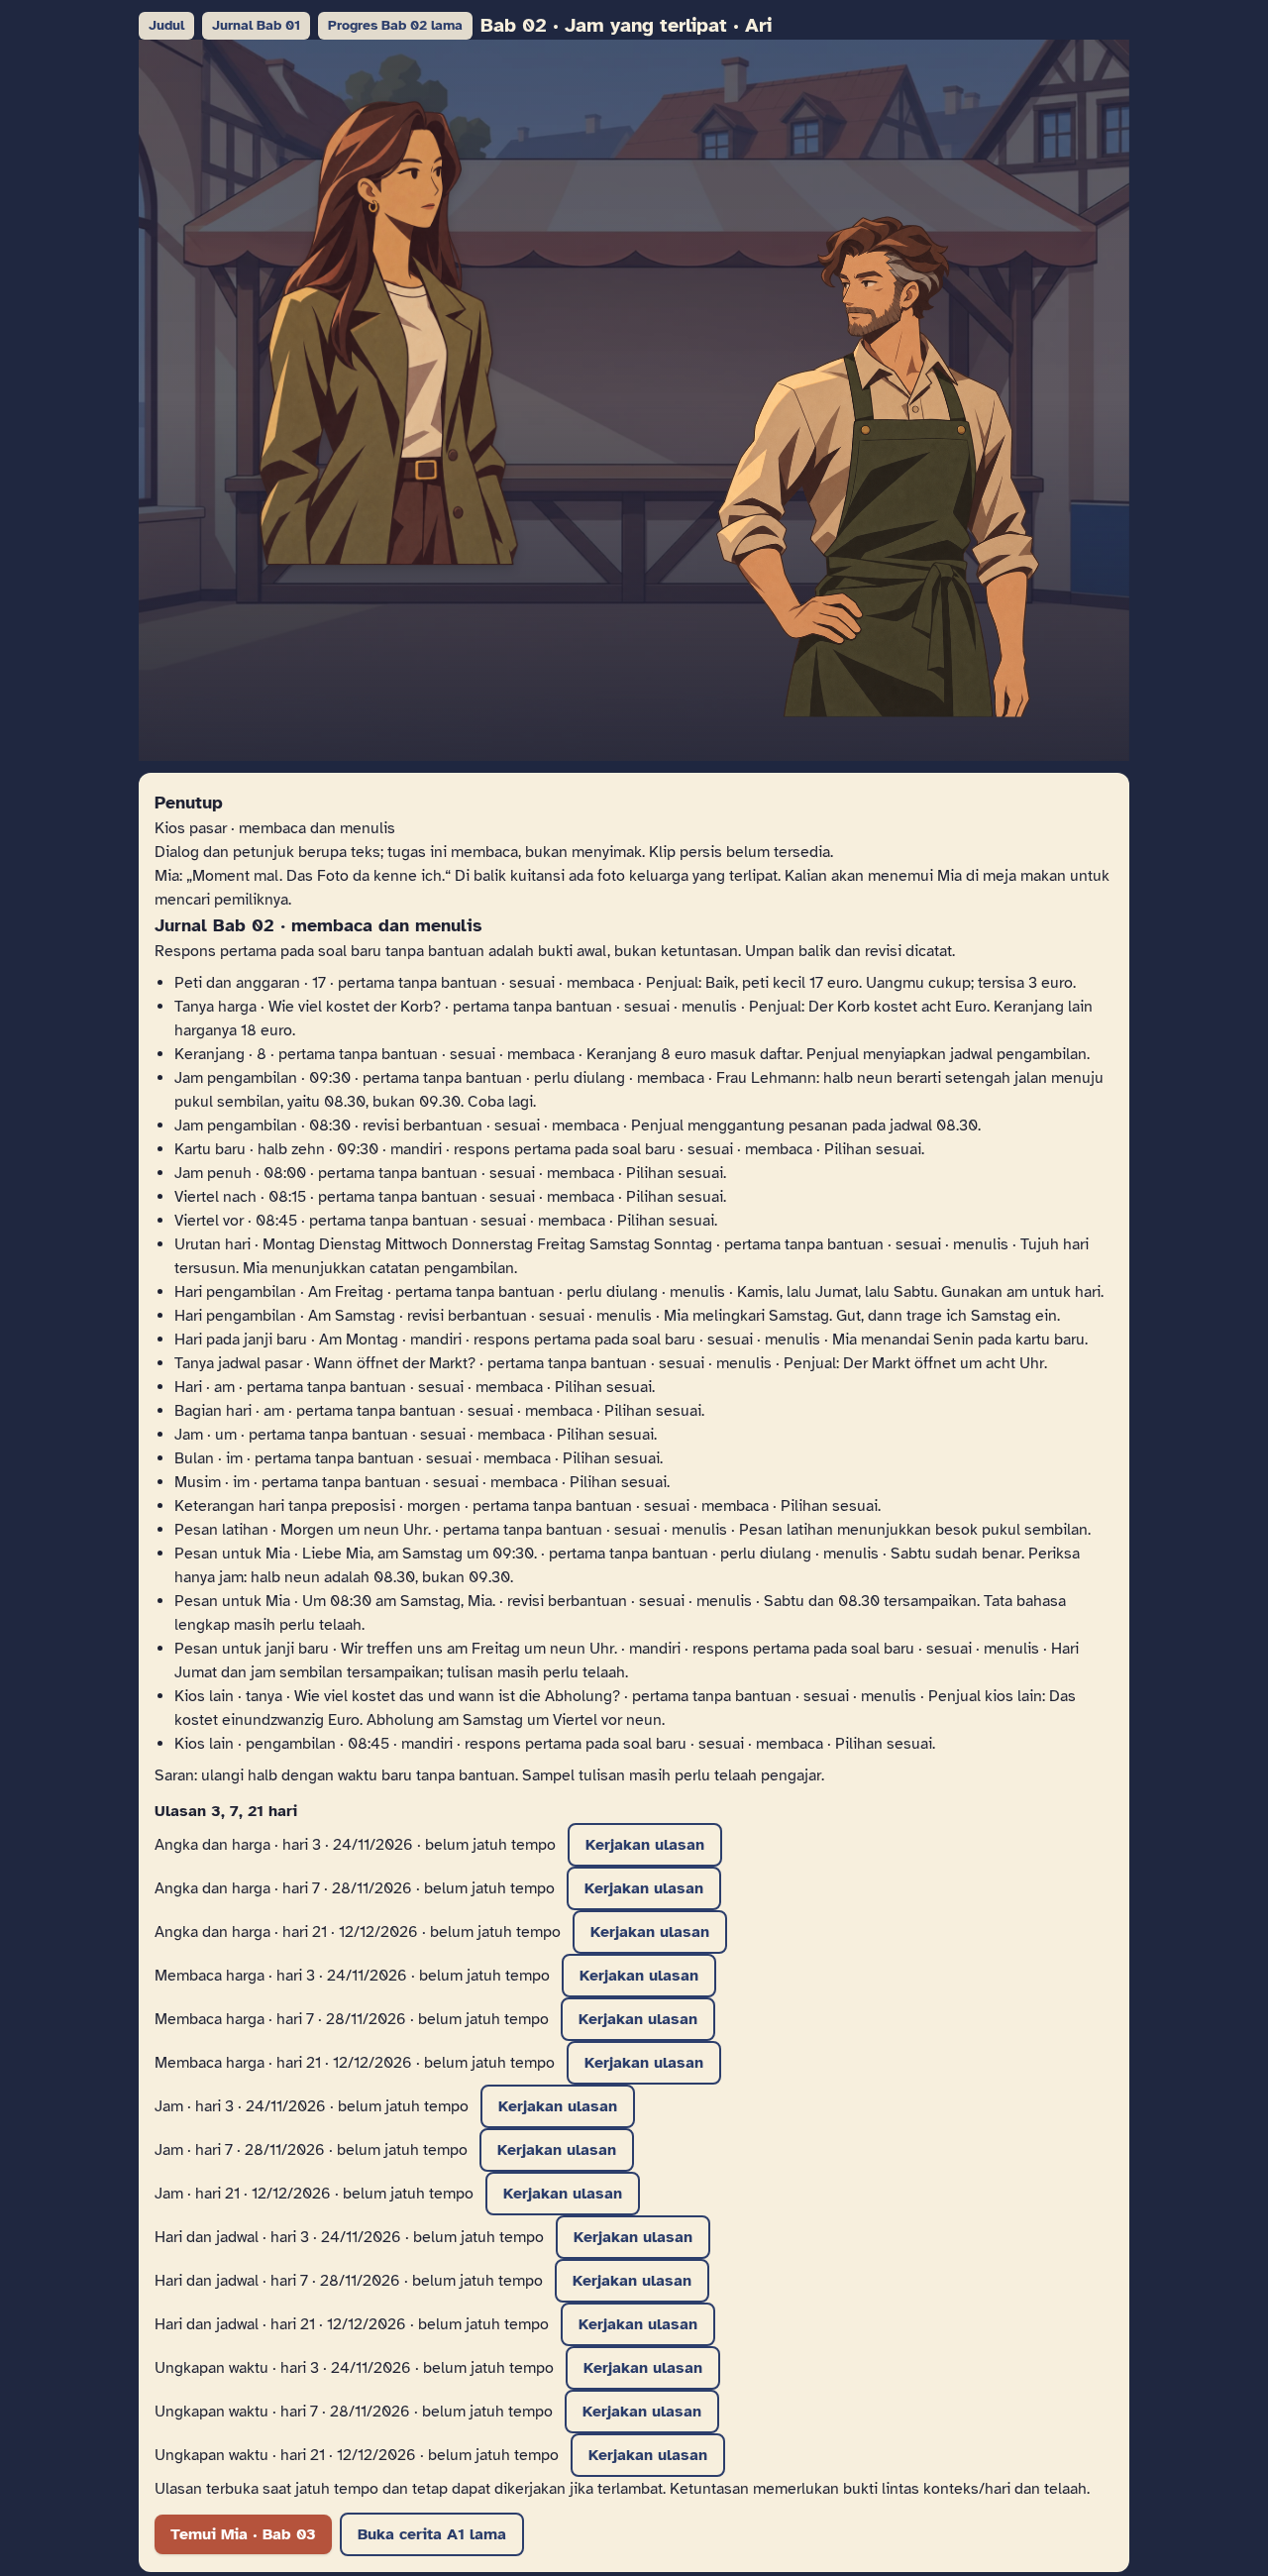 Judul
Jurnal Bab 01
Progres Bab 02 lama
Bab 02 · Jam yang terlipat · Ari
Penutup
Kios pasar · membaca dan menulis
Dialog dan petunjuk berupa teks; tugas ini membaca, bukan menyimak. Klip persis belum tersedia.
Mia: „Moment mal. Das Foto da kenne ich.“ Di balik kuitansi ada foto keluarga yang terlipat. Kalian akan menemui Mia di meja makan untuk
mencari pemiliknya.
Jurnal Bab 02 · membaca dan menulis
Respons pertama pada soal baru tanpa bantuan adalah bukti awal, bukan ketuntasan. Umpan balik dan revisi dicatat.
• Peti dan anggaran · 17 · pertama tanpa bantuan · sesuai · membaca · Penjual: Baik, peti kecil 17 euro. Uangmu cukup; tersisa 3 euro.
• Tanya harga · Wie viel kostet der Korb? · pertama tanpa bantuan · sesuai · menulis · Penjual: Der Korb kostet acht Euro. Keranjang lain
harganya 18 euro.
• Keranjang · 8 · pertama tanpa bantuan · sesuai · membaca · Keranjang 8 euro masuk daftar. Penjual menyiapkan jadwal pengambilan.
• Jam pengambilan · 09:30 · pertama tanpa bantuan · perlu diulang · membaca · Frau Lehmann: halb neun berarti setengah jalan menuju
pukul sembilan, yaitu 08.30, bukan 09.30. Coba lagi.
• Jam pengambilan · 08:30 · revisi berbantuan · sesuai · membaca · Penjual menggantung pesanan pada jadwal 08.30.
• Kartu baru · halb zehn · 09:30 · mandiri · respons pertama pada soal baru · sesuai · membaca · Pilihan sesuai.
• Jam penuh · 08:00 · pertama tanpa bantuan · sesuai · membaca · Pilihan sesuai.
• Viertel nach · 08:15 · pertama tanpa bantuan · sesuai · membaca · Pilihan sesuai.
• Viertel vor · 08:45 · pertama tanpa bantuan · sesuai · membaca · Pilihan sesuai.
• Urutan hari · Montag Dienstag Mittwoch Donnerstag Freitag Samstag Sonntag · pertama tanpa bantuan · sesuai · menulis · Tujuh hari
tersusun. Mia menunjukkan catatan pengambilan.
• Hari pengambilan · Am Freitag · pertama tanpa bantuan · perlu diulang · menulis · Kamis, lalu Jumat, lalu Sabtu. Gunakan am untuk hari.
• Hari pengambilan · Am Samstag · revisi berbantuan · sesuai · menulis · Mia melingkari Samstag. Gut, dann trage ich Samstag ein.
• Hari pada janji baru · Am Montag · mandiri · respons pertama pada soal baru · sesuai · menulis · Mia menandai Senin pada kartu baru.
• Tanya jadwal pasar · Wann öffnet der Markt? · pertama tanpa bantuan · sesuai · menulis · Penjual: Der Markt öffnet um acht Uhr.
• Hari · am · pertama tanpa bantuan · sesuai · membaca · Pilihan sesuai.
• Bagian hari · am · pertama tanpa bantuan · sesuai · membaca · Pilihan sesuai.
• Jam · um · pertama tanpa bantuan · sesuai · membaca · Pilihan sesuai.
• Bulan · im · pertama tanpa bantuan · sesuai · membaca · Pilihan sesuai.
• Musim · im · pertama tanpa bantuan · sesuai · membaca · Pilihan sesuai.
• Keterangan hari tanpa preposisi · morgen · pertama tanpa bantuan · sesuai · membaca · Pilihan sesuai.
• Pesan latihan · Morgen um neun Uhr. · pertama tanpa bantuan · sesuai · menulis · Pesan latihan menunjukkan besok pukul sembilan.
• Pesan untuk Mia · Liebe Mia, am Samstag um 09:30. · pertama tanpa bantuan · perlu diulang · menulis · Sabtu sudah benar. Periksa
hanya jam: halb neun adalah 08.30, bukan 09.30.
• Pesan untuk Mia · Um 08:30 am Samstag, Mia. · revisi berbantuan · sesuai · menulis · Sabtu dan 08.30 tersampaikan. Tata bahasa
lengkap masih perlu telaah.
• Pesan untuk janji baru · Wir treffen uns am Freitag um neun Uhr. · mandiri · respons pertama pada soal baru · sesuai · menulis · Hari
Jumat dan jam sembilan tersampaikan; tulisan masih perlu telaah.
• Kios lain · tanya · Wie viel kostet das und wann ist die Abholung? · pertama tanpa bantuan · sesuai · menulis · Penjual kios lain: Das
kostet einundzwanzig Euro. Abholung am Samstag um Viertel vor neun.
• Kios lain · pengambilan · 08:45 · mandiri · respons pertama pada soal baru · sesuai · membaca · Pilihan sesuai.
Saran: ulangi halb dengan waktu baru tanpa bantuan. Sampel tulisan masih perlu telaah pengajar.
Ulasan 3, 7, 21 hari
Angka dan harga · hari 3 · 24/11/2026 · belum jatuh tempo Kerjakan ulasan
Angka dan harga · hari 7 · 28/11/2026 · belum jatuh tempo Kerjakan ulasan
Angka dan harga · hari 21 · 12/12/2026 · belum jatuh tempo Kerjakan ulasan
Membaca harga · hari 3 · 24/11/2026 · belum jatuh tempo Kerjakan ulasan
Membaca harga · hari 7 · 28/11/2026 · belum jatuh tempo Kerjakan ulasan
Membaca harga · hari 21 · 12/12/2026 · belum jatuh tempo Kerjakan ulasan
Jam · hari 3 · 24/11/2026 · belum jatuh tempo Kerjakan ulasan
Jam · hari 7 · 28/11/2026 · belum jatuh tempo Kerjakan ulasan
Jam · hari 21 · 12/12/2026 · belum jatuh tempo Kerjakan ulasan
Hari dan jadwal · hari 3 · 24/11/2026 · belum jatuh tempo Kerjakan ulasan
Hari dan jadwal · hari 7 · 28/11/2026 · belum jatuh tempo Kerjakan ulasan
Hari dan jadwal · hari 21 · 12/12/2026 · belum jatuh tempo Kerjakan ulasan
Ungkapan waktu · hari 3 · 24/11/2026 · belum jatuh tempo Kerjakan ulasan
Ungkapan waktu · hari 7 · 28/11/2026 · belum jatuh tempo Kerjakan ulasan
Ungkapan waktu · hari 21 · 12/12/2026 · belum jatuh tempo Kerjakan ulasan
Ulasan terbuka saat jatuh tempo dan tetap dapat dikerjakan jika terlambat. Ketuntasan memerlukan bukti lintas konteks/hari dan telaah.
Temui Mia · Bab 03
Buka cerita A1 lama